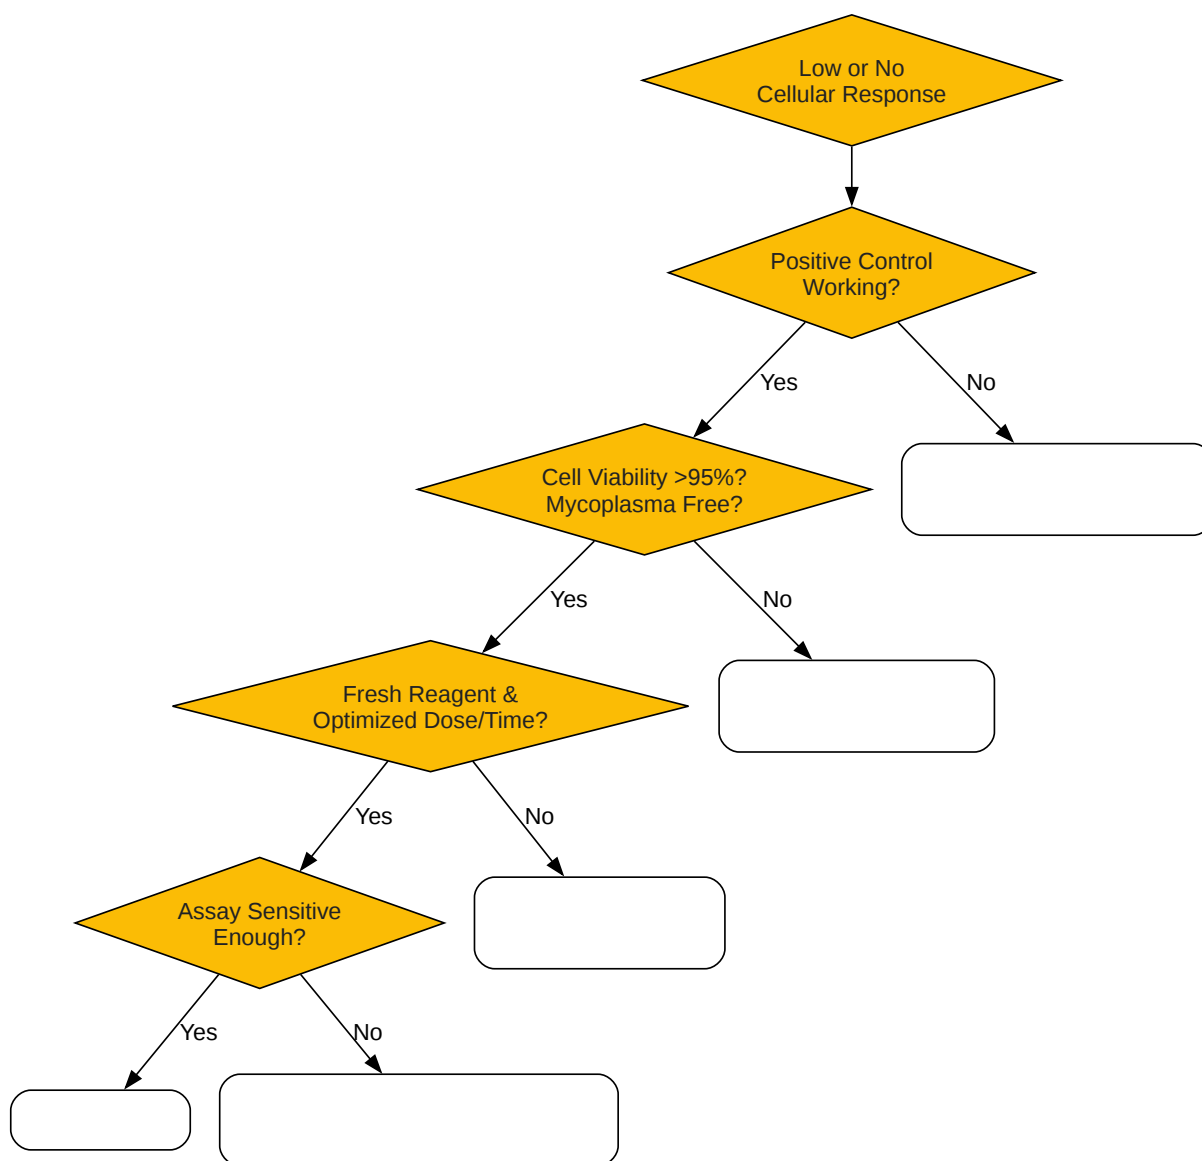 Low or No
Cellular Response
Positive Control
Working?
Yes
No
Cell Viability >95%?
Mycoplasma Free?
Yes
No
Fresh Reagent &
Optimized Dose/Time?
Yes
No
Assay Sensitive
Enough?
Yes
No